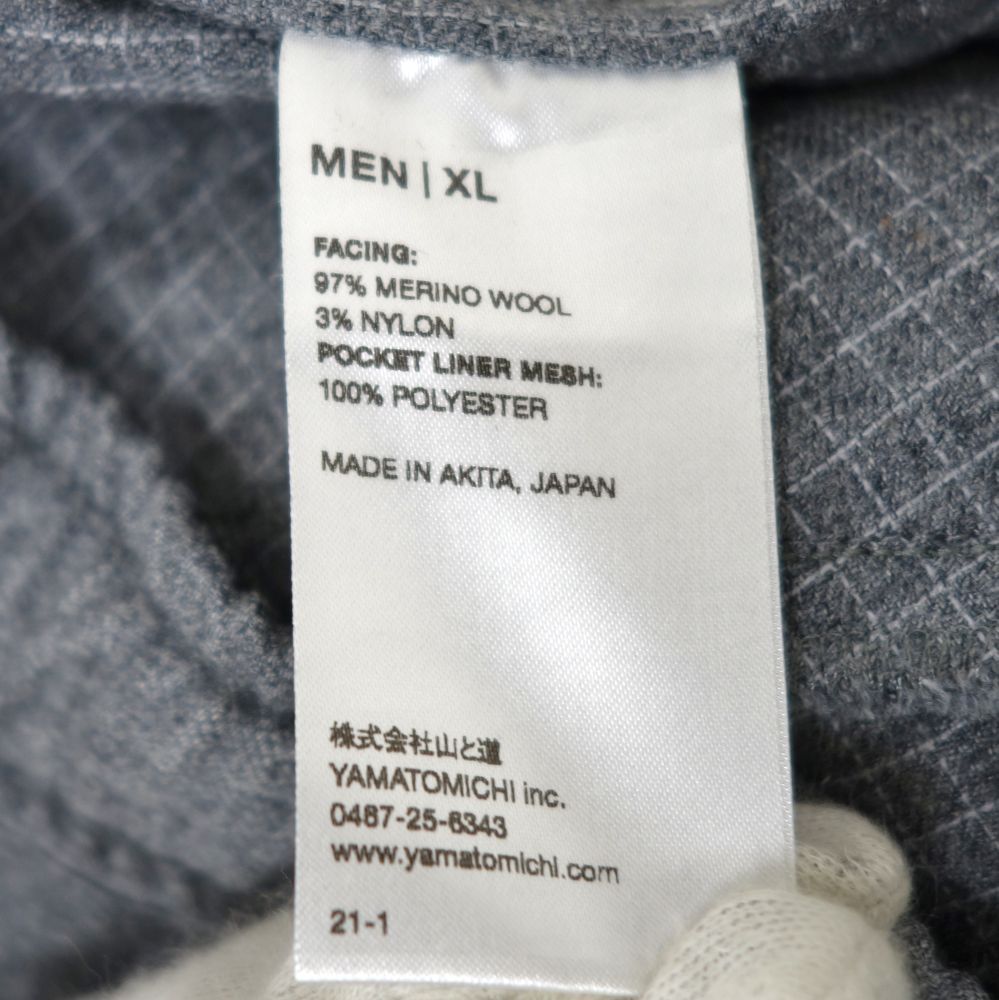 MEN | XL
FACING:
97% MERINO WOOL
3% NYLON
POCKET LINER MESH:
100% POLYESTER
MADE IN AKITA, JAPAN
株式会社山と道
YAMATOMICHI inc.
0467-25-6343
www.yamatomichi.com
21-1